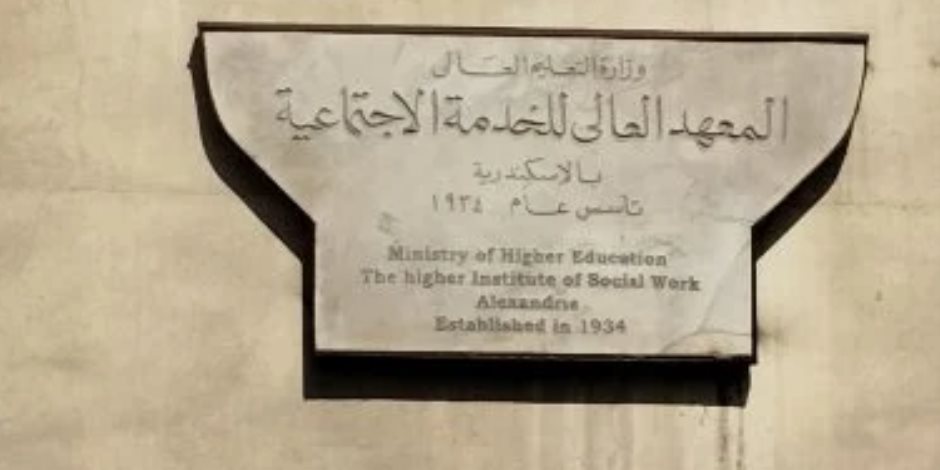 وزارة التعليم العالى
المعهد العالى للخدمة الاجتماعية
بالاسكندرية
تأسس عام ١٩٣٤
Ministry of Higher Education
The higher Institute of Social Work
Alexandrie
Established in 1934